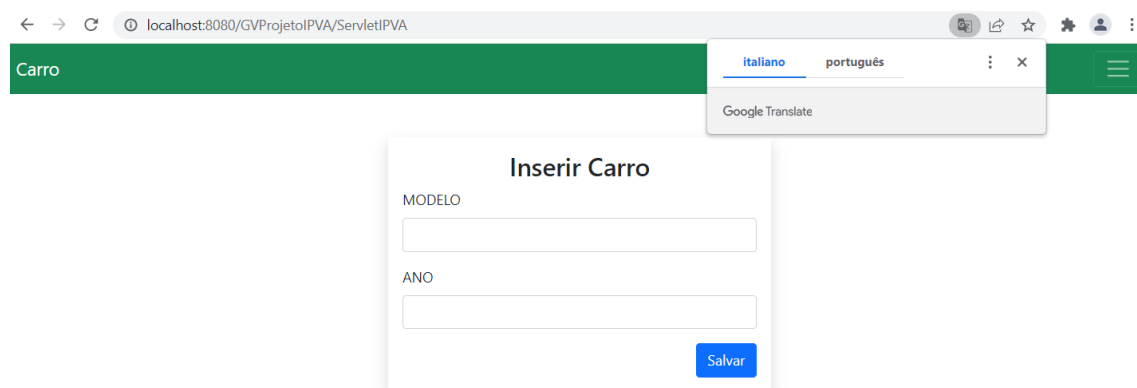 localhost:8080/GVProjetoIPVA/ServletIPVA
Carro
italiano português
Google Translate
Inserir Carro
MODELO
ANO
Salvar